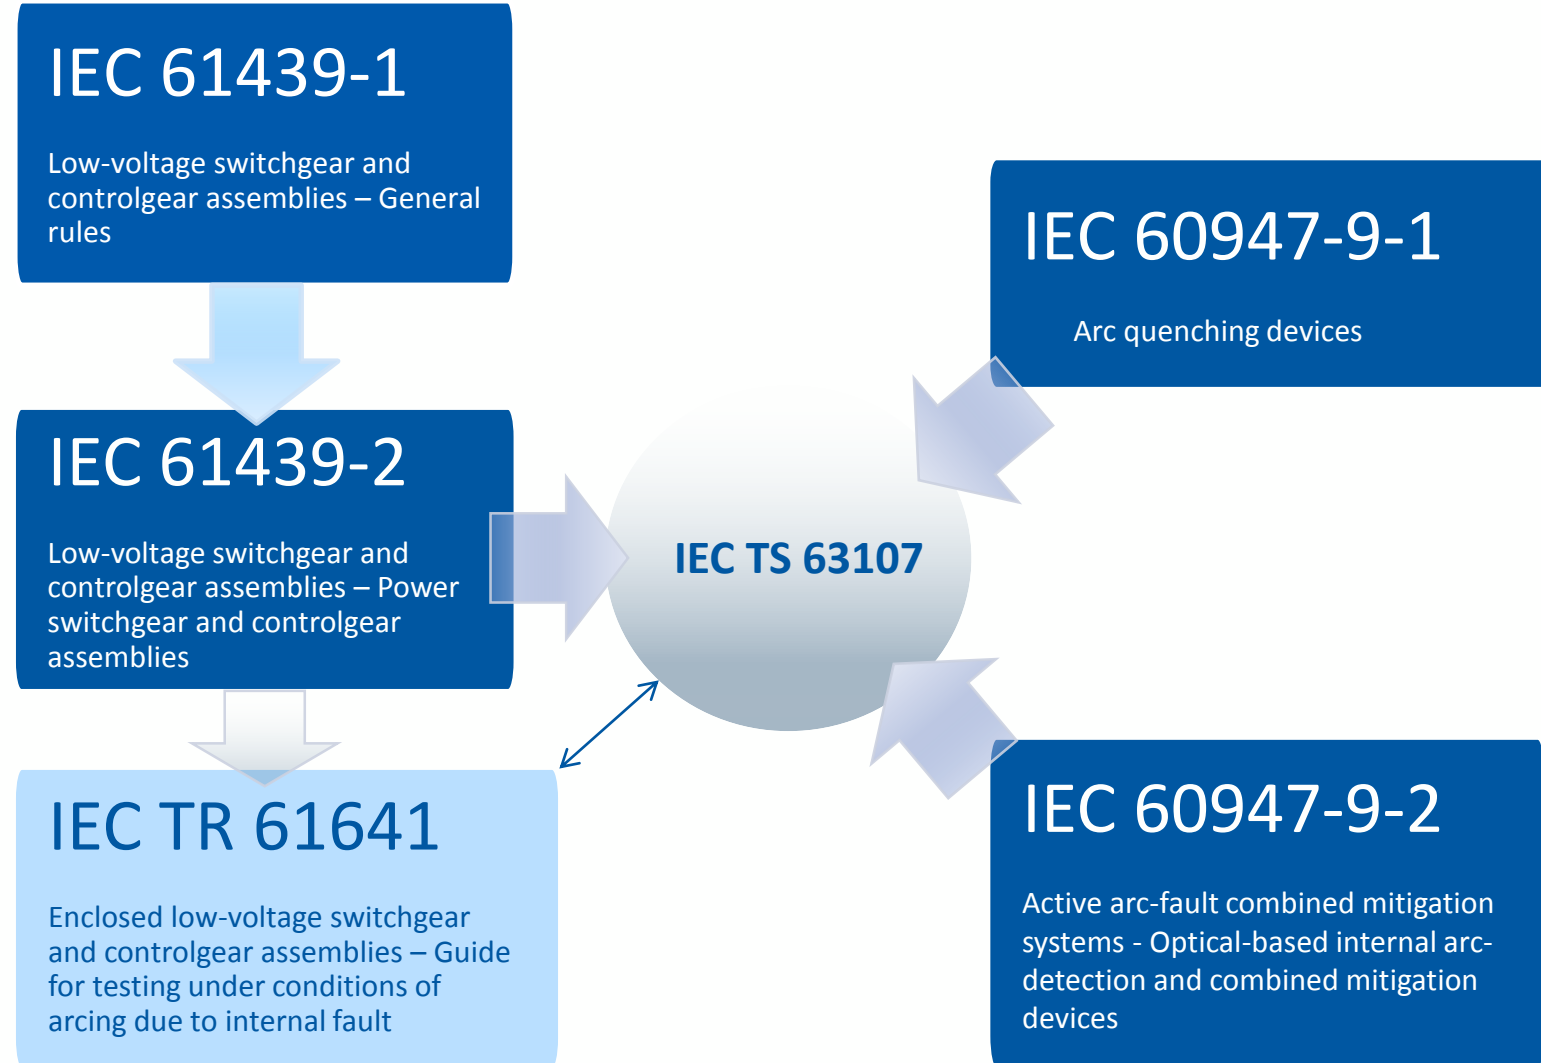 IEC 61439-1
Low-voltage switchgear and
controlgear assemblies – General
rules
IEC 61439-2
Low-voltage switchgear and
controlgear assemblies – Power
switchgear and controlgear
assemblies
IEC TR 61641
Enclosed low-voltage switchgear
and controlgear assemblies – Guide
for testing under conditions of
arcing due to internal fault
IEC TS 63107
IEC 60947-9-1
Arc quenching devices
IEC 60947-9-2
Active arc-fault combined mitigation
systems - Optical-based internal arc-
detection and combined mitigation
devices